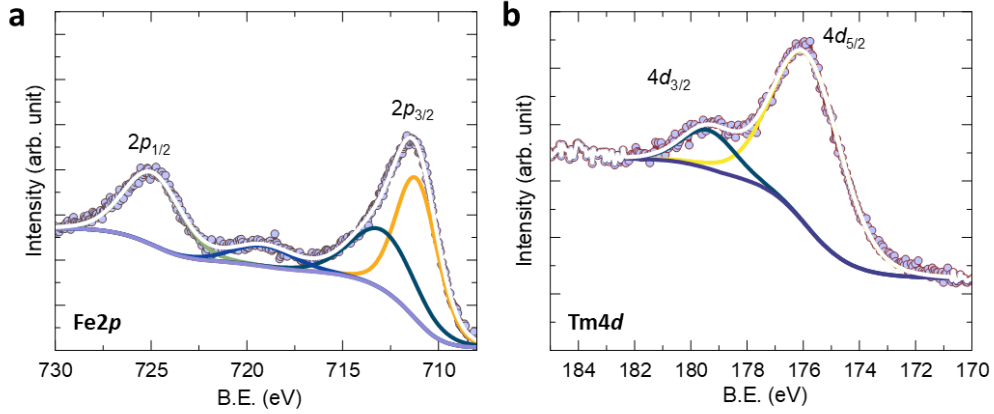 a
Intensity (arb. unit)
2p1/2
2p3/2
Fe2p
730 725 720 715 710
B.E. (eV)
b
Intensity (arb. unit)
4d3/2
4d5/2
Tm4d
184 182 180 178 176 174 172 170
B.E. (eV)